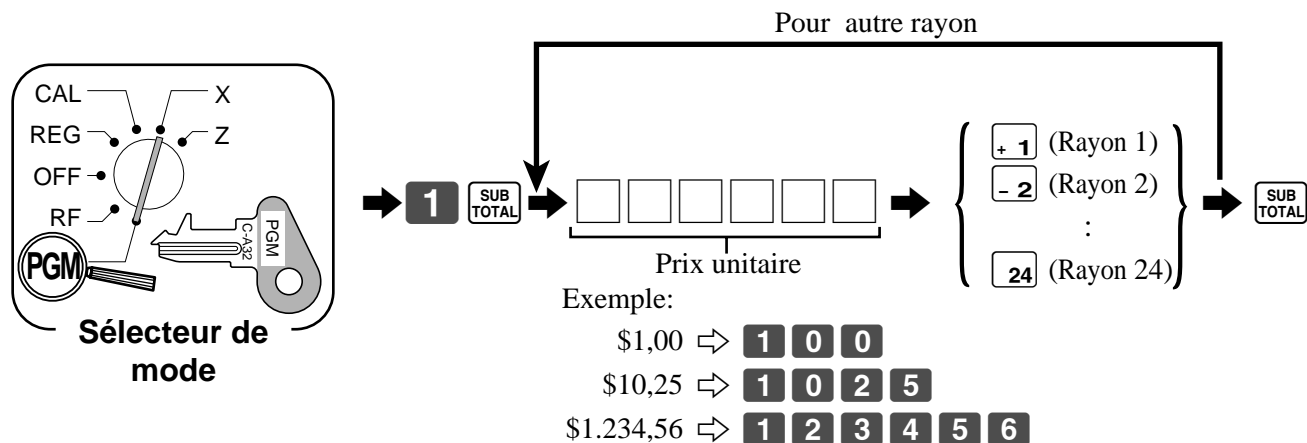 Pour autre rayon
CAL
X
REG
Z
OFF
RF
PGM
PGM
C-A32
Sélecteur de
mode
1
SUB
TOTAL
Prix unitaire
+ 1 (Rayon 1)
- 2 (Rayon 2)
:
24 (Rayon 24)
SUB
TOTAL
Exemple:
$1,00 ⇨ 1 0 0
$10,25 ⇨ 1 0 2 5
$1.234,56 ⇨ 1 2 3 4 5 6